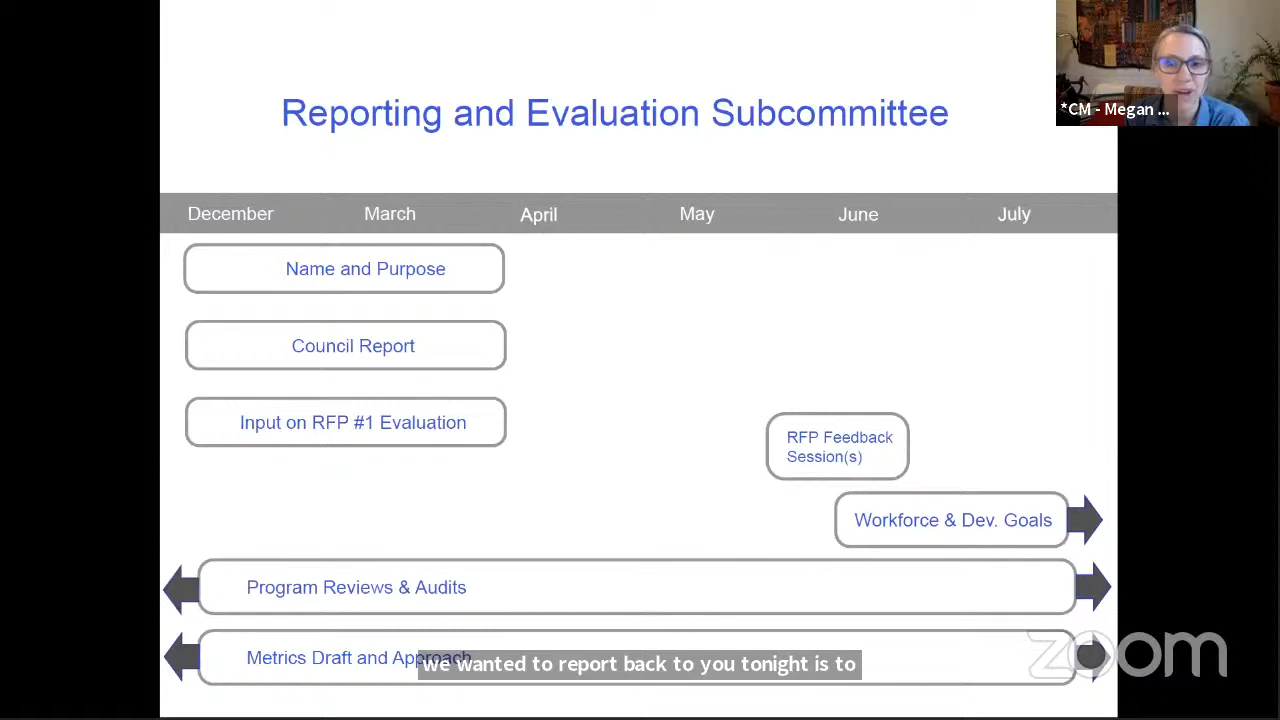 Reporting and Evaluation Subcommittee
*CM - Megan ...
December March April May June July
Name and Purpose
Council Report
Input on RFP #1 Evaluation
RFP Feedback
Session(s)
Workforce & Dev. Goals
Program Reviews & Audits
Metrics Draft and Approach
we wanted to report back to you tonight is to
zoom